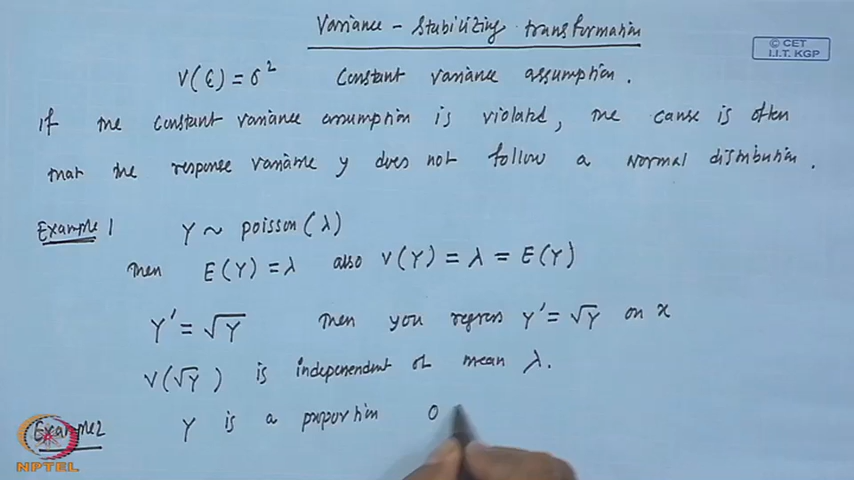 Variance - Stabilizing transformation
© CET
I.I.T. KGP
V(ε) = σ² Constant variance assumption.
If the constant variance assumption is violated, the cause is often
that the response variable y does not follow a normal distribution.
Example 1 Y ~ poisson(λ)
Then E(Y) = λ also V(Y) = λ = E(Y)
Y' = √Y Then you regress Y' = √Y on x
V(√Y) is independent of mean λ.
Example 2 Y is a proportion 0
NPTEL